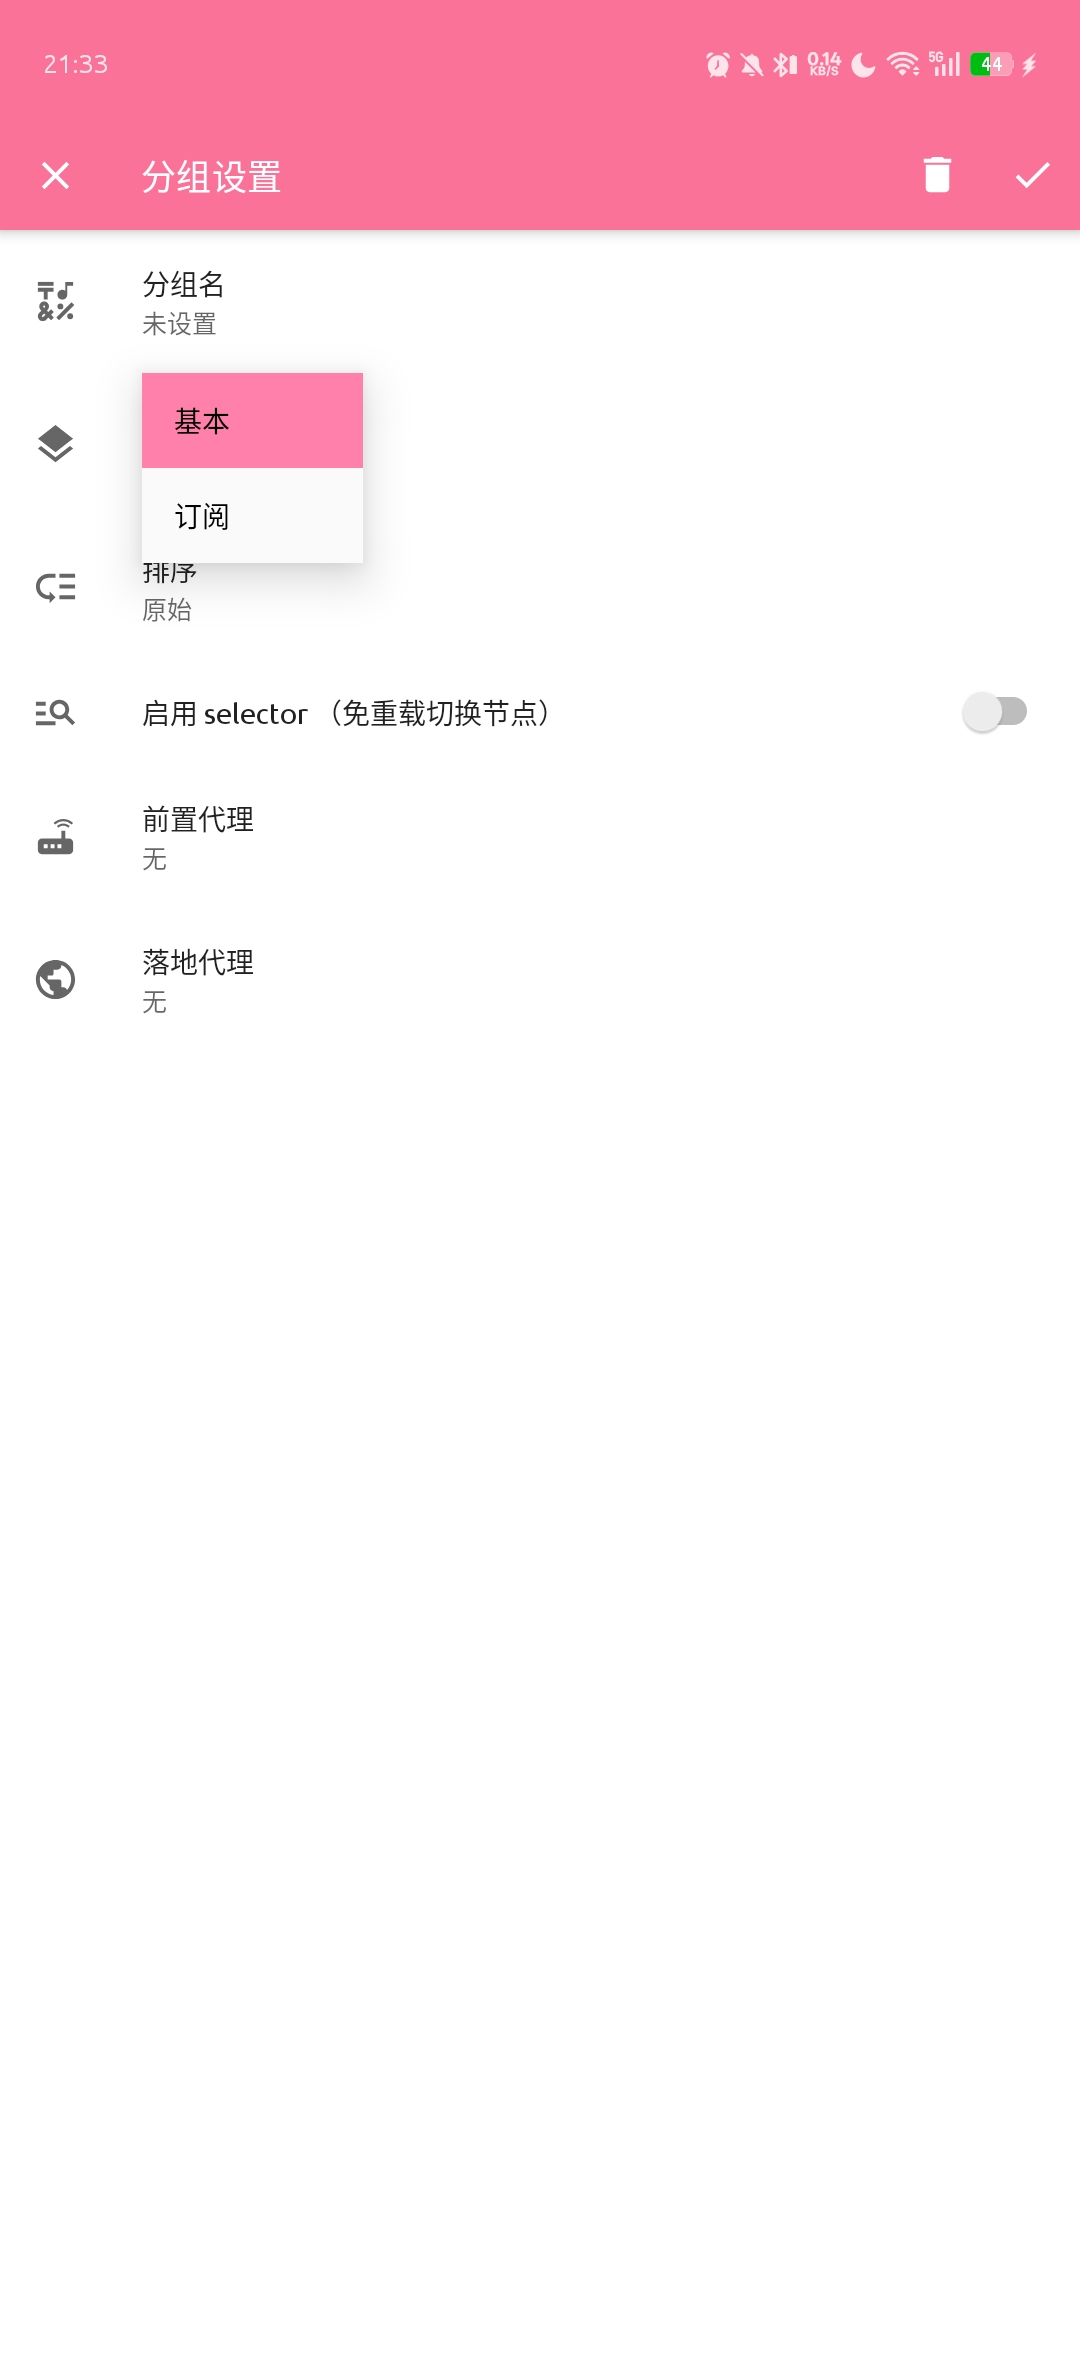 21:33
0.14
KB/S
5G
44
分组设置
分组名
未设置
基本
订阅
排序
原始
启用 selector （免重载切换节点）
前置代理
无
落地代理
无